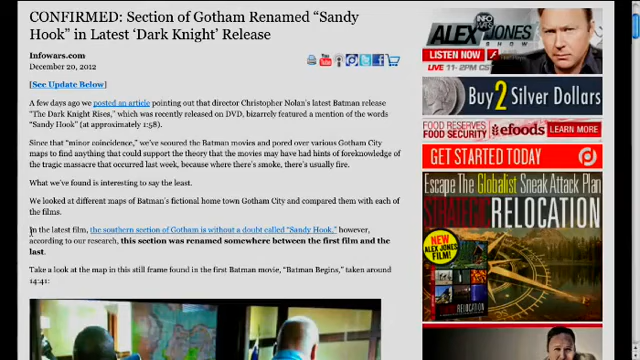 CONFIRMED: Section of Gotham Renamed “Sandy
Hook” in Latest ‘Dark Knight’ Release
Infowars.com
December 20, 2012
[See Update Below]
A few days ago we posted an article pointing out that director Christopher Nolan's latest Batman release
“The Dark Knight Rises,” which was recently released on DVD, bizarrely featured a mention of the words
“Sandy Hook” (at approximately 1:58).
Since that “minor coincidence,” we've scoured the Batman movies and pored over various Gotham City
maps to find anything that could support the theory that the movies may have had hints of foreknowledge of
the tragic massacre that occurred last week, because where there's smoke, there's usually fire.
What we've found is interesting to say the least.
We looked at different maps of Batman's fictional home town Gotham City and compared them with each of
the films.
In the latest film, the southern section of Gotham is without a doubt called “Sandy Hook,” however,
according to our research, this section was renamed somewhere between the first film and the
last.
Take a look at the map in this still frame found in the first Batman movie, “Batman Begins,” taken around
14:41:
INFO
WARS
.COM
ALEX JONES
SHOW
LISTEN NOW
LIVE 11-2PM CST
Buy 2 Silver Dollars
FOOD RESERVES
FOOD SECURITY
efoods
LEARN MORE
GET STARTED TODAY
Escape The Globalist Sneak Attack Plan
STRATEGIC
RELOCATION
NEW
FILM!
STRATEGIC
RELOCATION